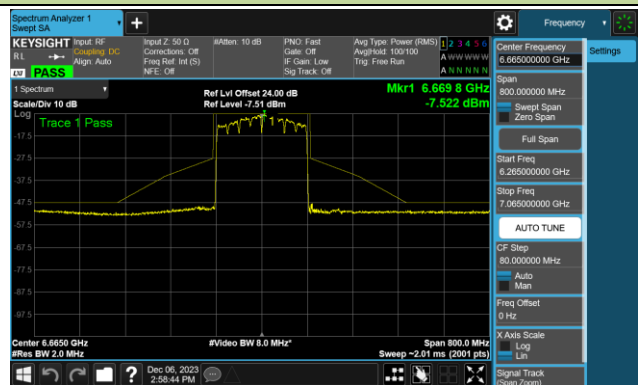 Spectrum Analyzer 1
Swept SA
+
Frequency
KEYSIGHT
RL
PASS
Input: RF
Coupling: DC
Align: Auto
Input Z: 50 Ω
Corrections: Off
Freq Ref: Int (S)
NFE: Off
#Atten: 10 dB
PNO: Fast
Gate: Off
IF Gain: Low
Sig Track: Off
Avg Type: Power (RMS)
Avg|Hold: 100/100
Trig: Free Run
1 2 3 4 5 6
A W W W W W
A N N N N N
1 Spectrum
Scale/Div 10 dB
Ref Lvl Offset 24.00 dB
Ref Level -7.51 dBm
Mkr1 6.669 8 GHz
-7.522 dBm
Log
Trace 1 Pass
-17.5
-27.5
-37.5
-47.5
-57.5
-67.5
-77.5
-87.5
-97.5
Center 6.6650 GHz
#Res BW 2.0 MHz
#Video BW 8.0 MHz*
Span 800.0 MHz
Sweep ~2.01 ms (2001 pts)
Center Frequency
6.665000000 GHz
Settings
Span
800.000000 MHz
Swept Span
Zero Span
Full Span
Start Freq
6.265000000 GHz
Stop Freq
7.065000000 GHz
AUTO TUNE
CF Step
80.000000 MHz
Auto
Man
Freq Offset
0 Hz
X Axis Scale
Log
Lin
Signal Track
(Span Zoom)
?
Dec 06, 2023
2:58:44 PM